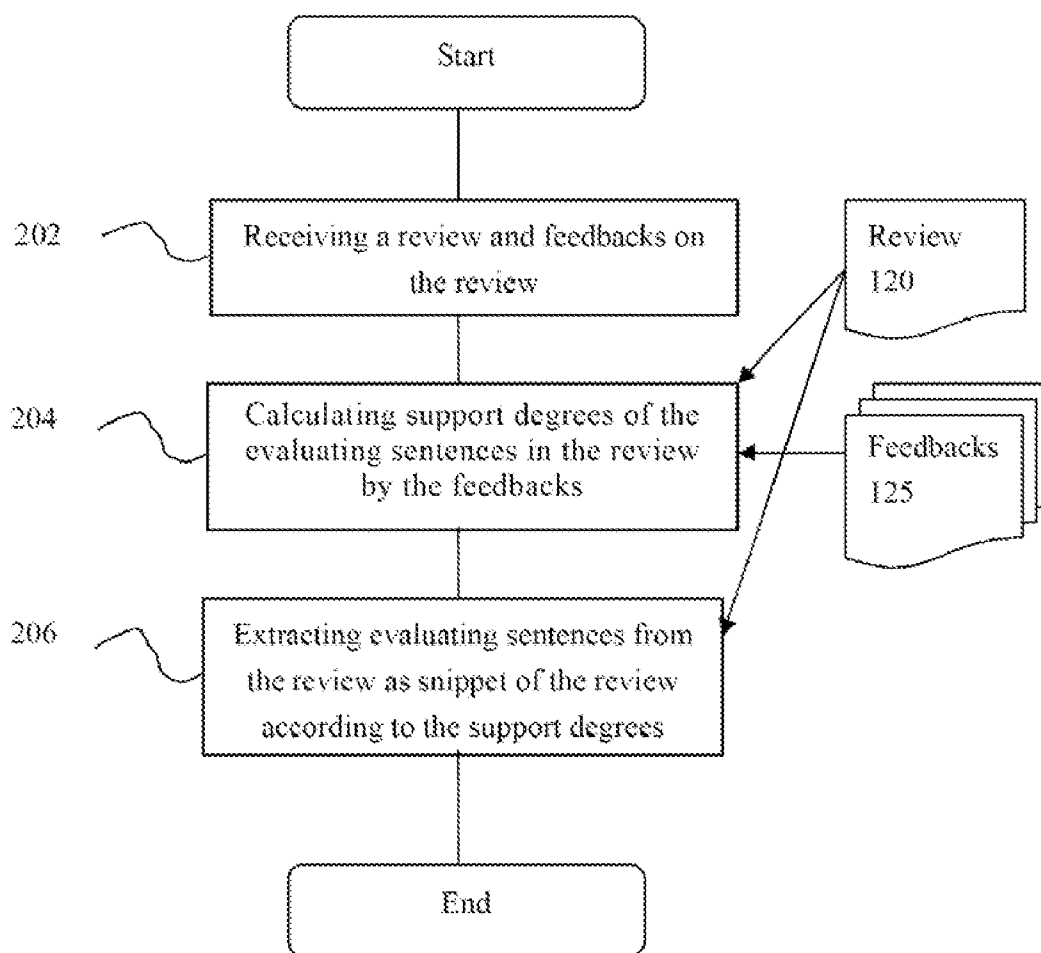 Start
202
Receiving a review and feedbacks on
the review
Review
120
204
Calculating support degrees of the
evaluating sentences in the review
by the feedbacks
Feedbacks
125
206
Extracting evaluating sentences from
the review as snippet of the review
according to the support degrees
End